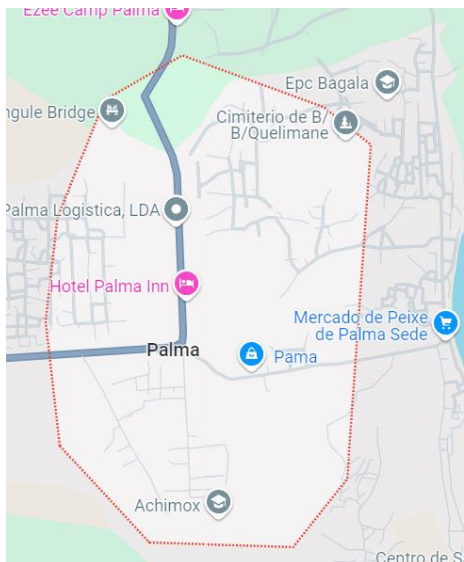 Ezee Camp Palma
Epc Bagala
ngule Bridge
Cimiterio de B/
B/Quelimane
Palma Logistica, LDA
Hotel Palma Inn
Mercado de Peixe
de Palma Sede
Palma
Pama
Achimox
Centro de S